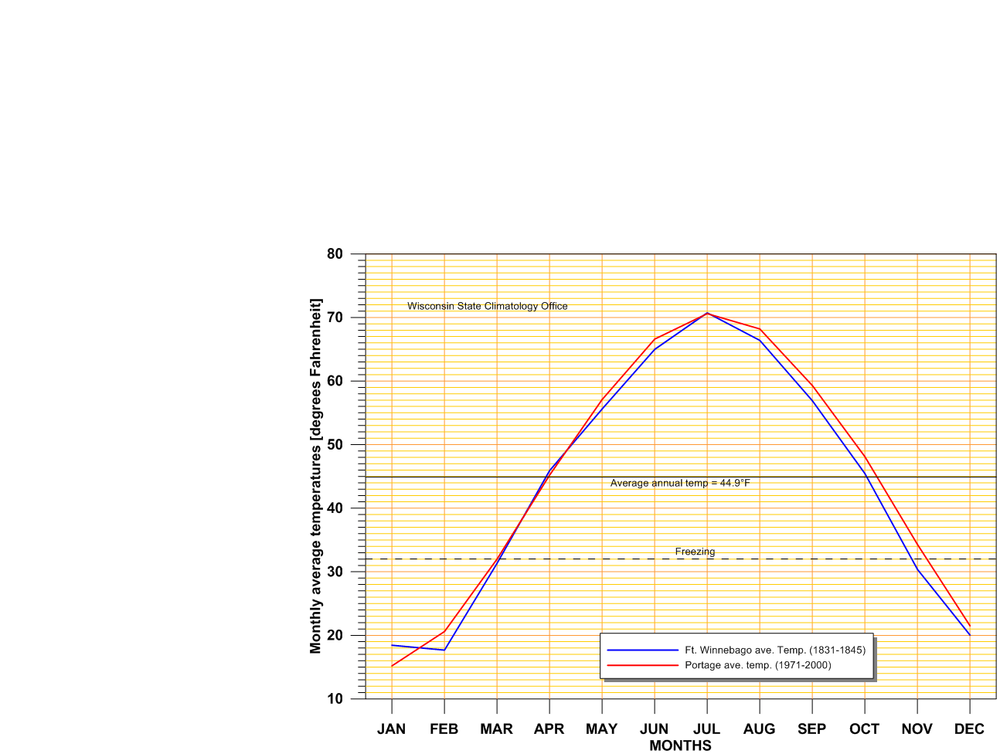 80
Wisconsin State Climatology Office
70
60
50
Average annual temp = 44.9°F
40
Freezing
30
20
10
Monthly average temperatures [degrees Fahrenheit]
Ft. Winnebago ave. Temp. (1831-1845)
Portage ave. temp. (1971-2000)
JAN FEB MAR APR MAY JUN JUL AUG SEP OCT NOV DEC
MONTHS